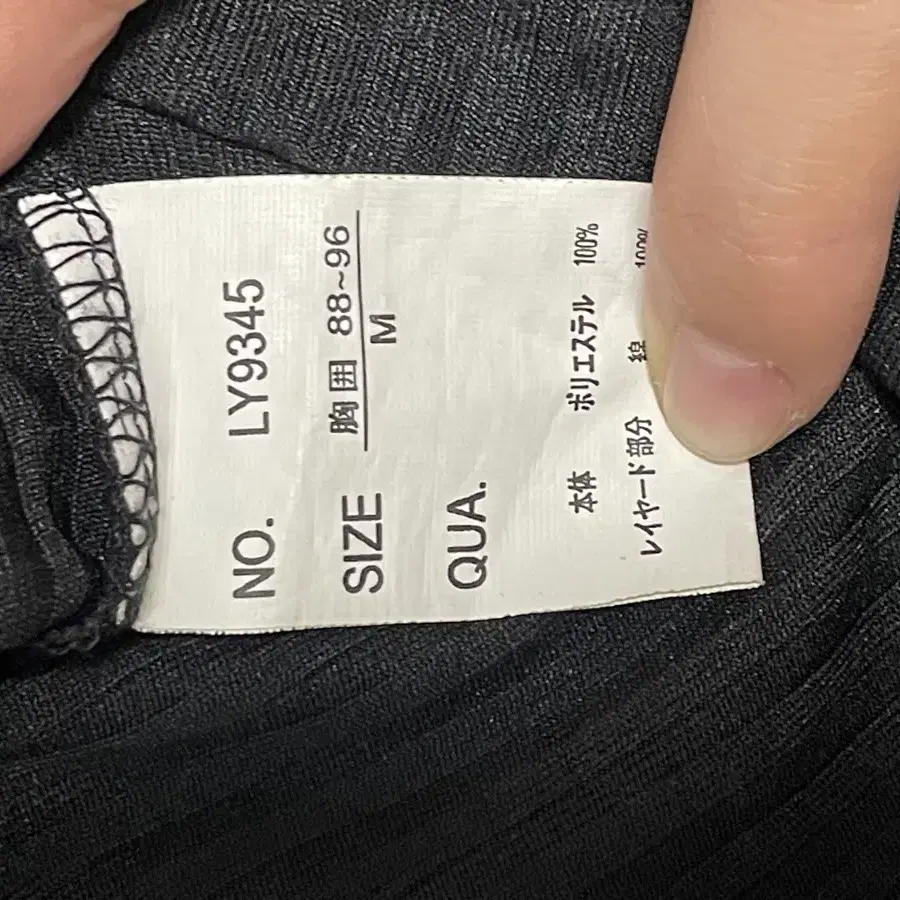 NO. LY9345
SIZE 胸囲 88~96
M
QUA.
本体 ポリエステル 100%
レイヤード部分 綿 100%